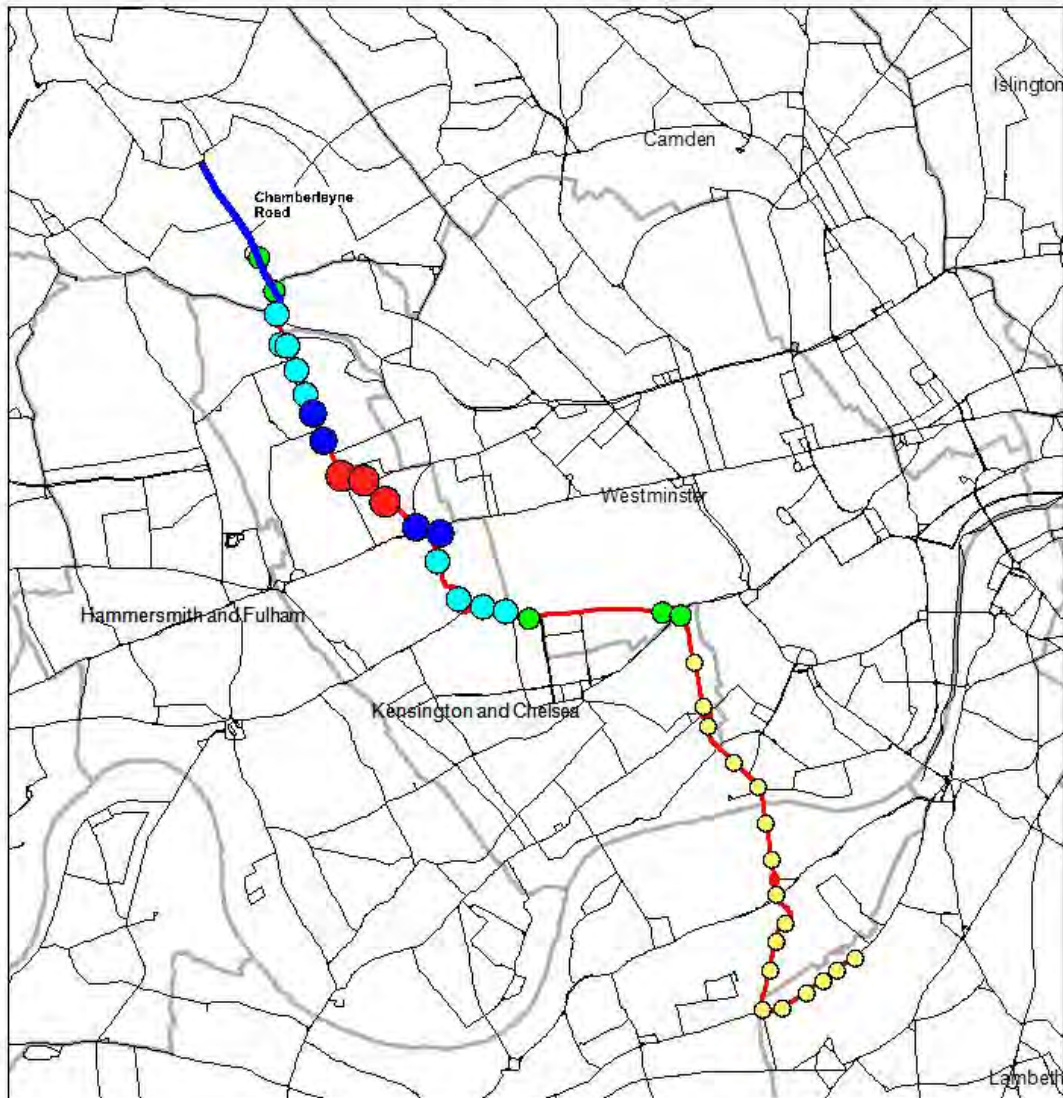 Islington
Camden
Chamberlayne
Road
Westminster
Hammersmith and Fulham
Kensington and Chelsea
Lambeth